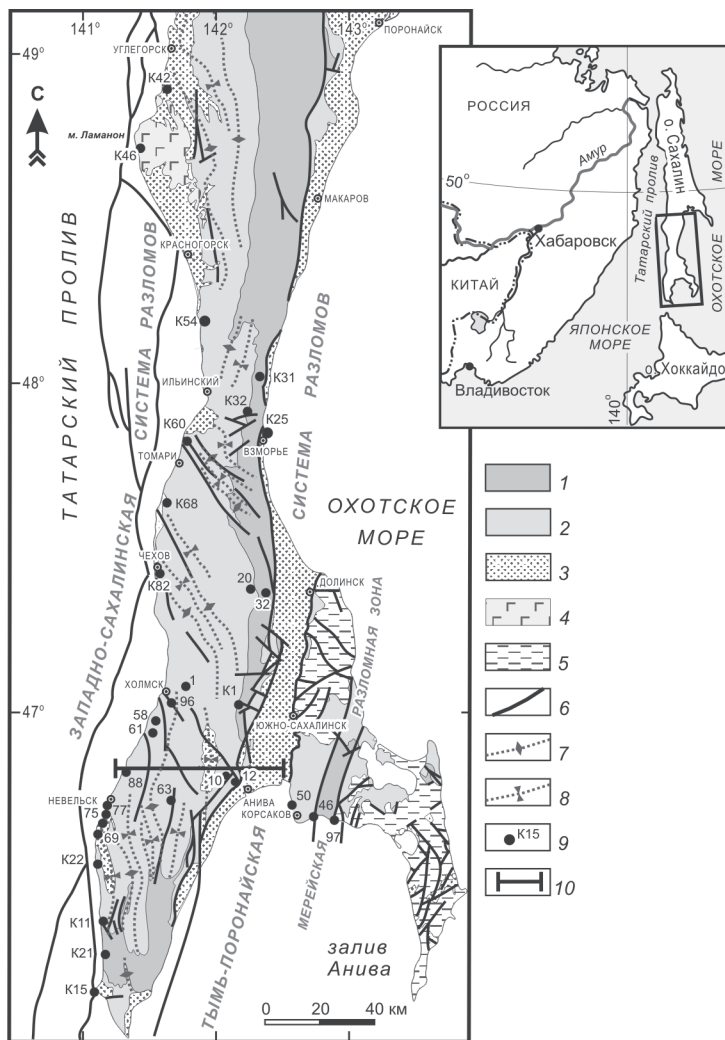 141°
142°
143°
49°
ПОРОНАЙСК
УГЛЕГОРСК
К42
С
м. Ламанон
К46
МАКАРОВ
КРАСНОГОРСК
ТАТАРСКИЙ ПРОЛИВ
СИСТЕМА РАЗЛОМОВ
К54
48°
К31
ИЛЬИНСКИЙ
К32
СИСТЕМА РАЗЛОМОВ
К60
К25
ВЗМОРЬЕ
ТОМАРИ
К68
ОХОТСКОЕ
МОРЕ
ЧЕХОВ
К82
20
32
ДОЛИНСК
ЗАПАДНО-САХАЛИНСКАЯ
РАЗЛОМНАЯ ЗОНА
ХОЛМСК
1
96
К1
47°
58
61
ЮЖНО-САХАЛИНСК
88
10
12
63
НЕВЕЛЬСК
77
75
АНИВА
КОРСАКОВ
50
46
69
97
К22
МЕРЕЙСКАЯ
К11
ТЫМЬ-ПОРОНАЙСКАЯ
К21
залив
Анива
К15
0 20 40 км
РОССИЯ
Амур
о. Сахалин
МОРЕ
50°
Татарский пролив
Хабаровск
КИТАЙ
ОХОТСКОЕ
ЯПОНСКОЕ
МОРЕ
о. Хоккайдо
Владивосток
140°
1
2
3
4
5
6
7
8
К15
9
10